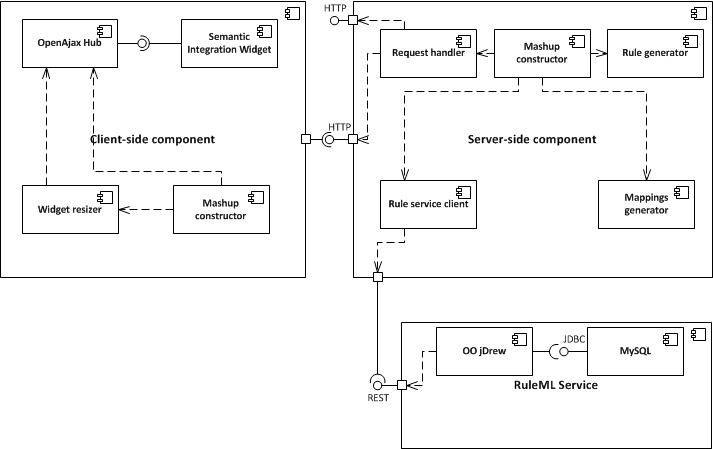 OpenAjax Hub
Semantic
Integration Widget
Client-side component
Widget resizer
Mashup
constructor
HTTP
HTTP
Request handler
Mashup
constructor
Rule generator
Server-side component
Rule service client
Mappings
generator
OO jDrew
JDBC
MySQL
RuleML Service
REST